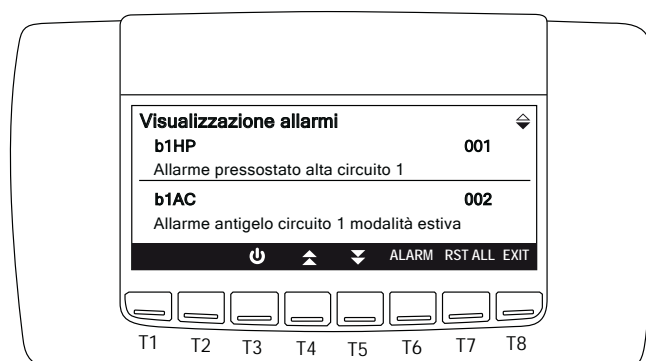 Visualizzazione allarmi
b1HP 001
Allarme pressostato alta circuito 1
b1AC 002
Allarme antigelo circuito 1 modalità estiva
ALARM RST ALL EXIT
T1 T2 T3 T4 T5 T6 T7 T8